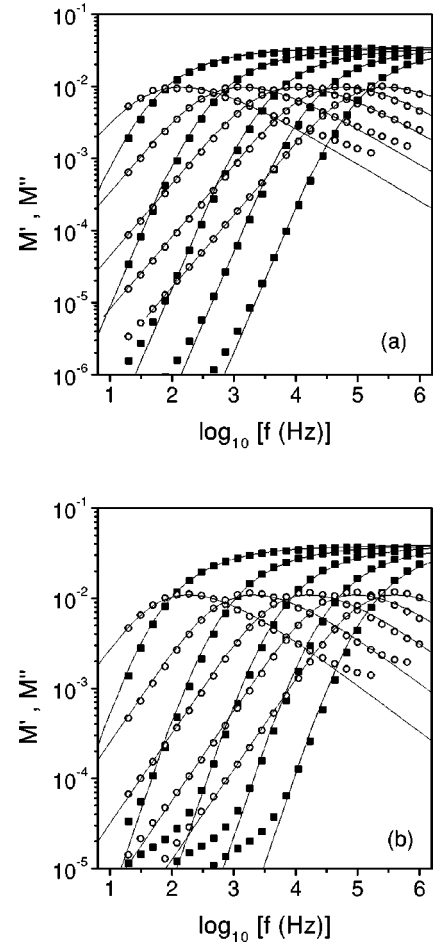 10⁻¹
10⁻²
10⁻³
10⁻⁴
10⁻⁵
10⁻⁶
M' , M"
(a)
1 2 3 4 5 6
log₁₀ [f (Hz)]
10⁻¹
10⁻²
10⁻³
10⁻⁴
10⁻⁵
M' , M"
(b)
1 2 3 4 5 6
log₁₀ [f (Hz)]